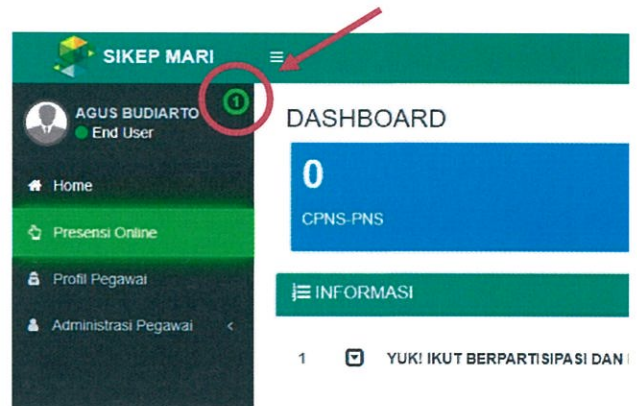 SIKEP MARI
1
AGUS BUDIARTO
End User
DASHBOARD
Home
0
CPNS-PNS
Presensi Online
Profil Pegawai
INFORMASI
Administrasi Pegawai
1 YUK! IKUT BERPARTISIPASI DAN